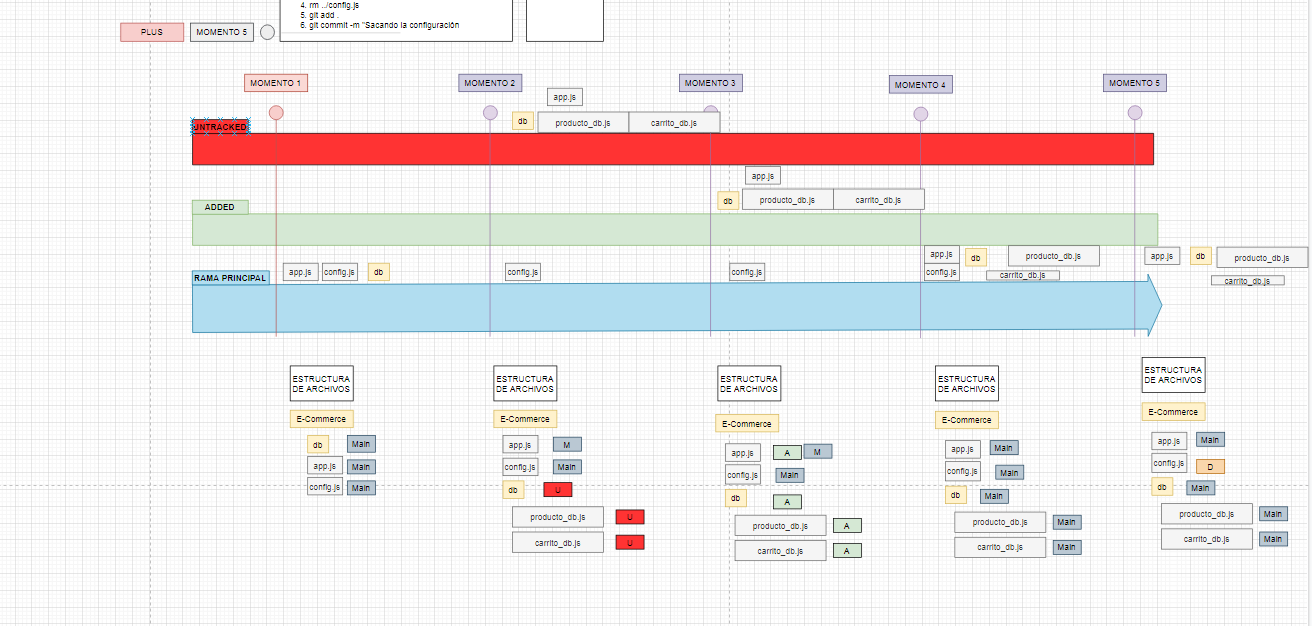 4. rm ../config.js
5. git add .
6. git commit -m "Sacando la configuración
PLUS
MOMENTO 5
MOMENTO 1
MOMENTO 2
MOMENTO 3
MOMENTO 4
MOMENTO 5
app.js
db
producto_db.js
carrito_db.js
UNTRACKED
app.js
db
producto_db.js
carrito_db.js
ADDED
app.js
db
producto_db.js
config.js
carrito_db.js
app.js
db
producto_db.js
carrito_db.js
RAMA PRINCIPAL
app.js
config.js
db
config.js
config.js
ESTRUCTURA
DE ARCHIVOS
E-Commerce
db
Main
app.js
Main
config.js
Main
ESTRUCTURA
DE ARCHIVOS
E-Commerce
app.js
M
config.js
Main
db
U
producto_db.js
U
carrito_db.js
U
ESTRUCTURA
DE ARCHIVOS
E-Commerce
app.js
A
M
config.js
Main
db
A
producto_db.js
A
carrito_db.js
A
ESTRUCTURA
DE ARCHIVOS
E-Commerce
app.js
Main
config.js
Main
db
Main
producto_db.js
Main
carrito_db.js
Main
ESTRUCTURA
DE ARCHIVOS
E-Commerce
app.js
Main
config.js
D
db
Main
producto_db.js
Main
carrito_db.js
Main